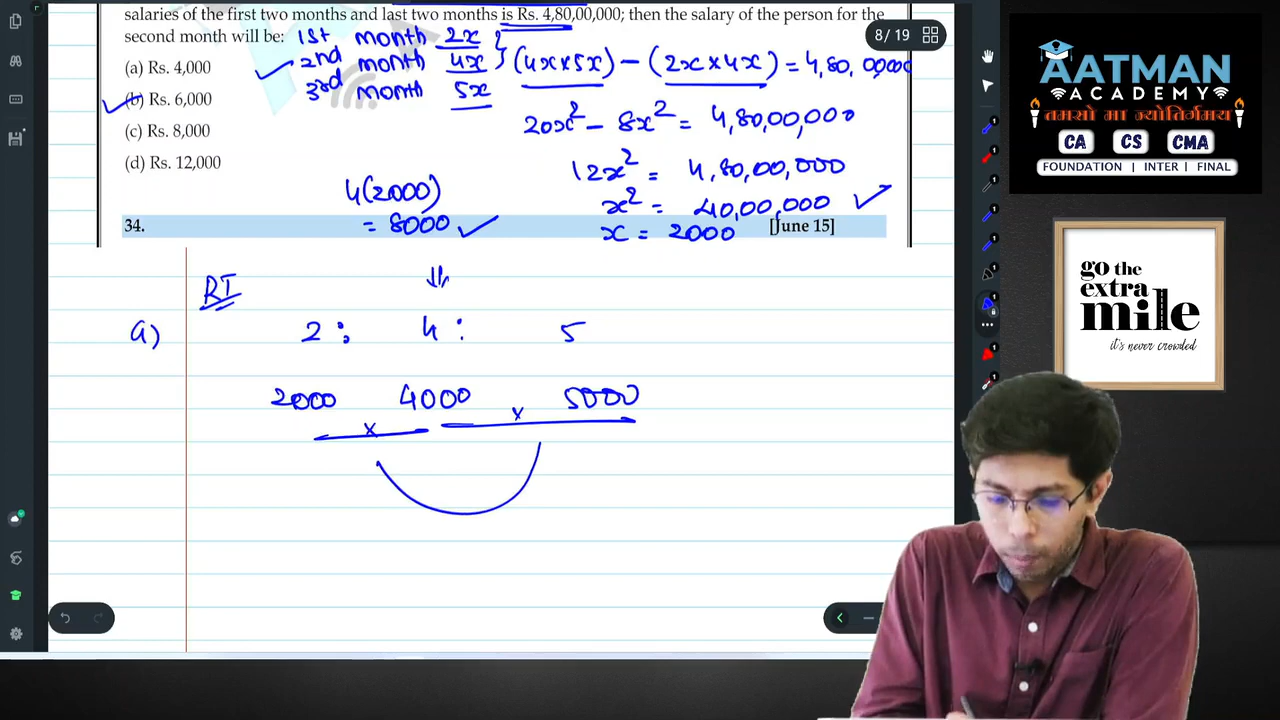 salaries of the first two months and last two months is Rs. 4,80,00,000; then the salary of the person for the
second month will be:
1st month 2x
(a) Rs. 4,000
2nd month 4x
(4x x 5x) - (2x x 4x) = 4,80,00,000
(b) Rs. 6,000
3rd month 5x
(c) Rs. 8,000
20x² - 8x² = 4,80,00,000
(d) Rs. 12,000
12x² = 4,80,00,000
4(2000)
x² = 40,00,000
= 8000
x = 2000
34.
[June 15]
RT
a) 2 : 4 : 5
2000 4000 5000
x x
8 / 19
AATMAN
ACADEMY
तमसो मा ज्योतिर्गमय
CA CS CMA
FOUNDATION | INTER | FINAL
go the
extra
mile
it's never crowded